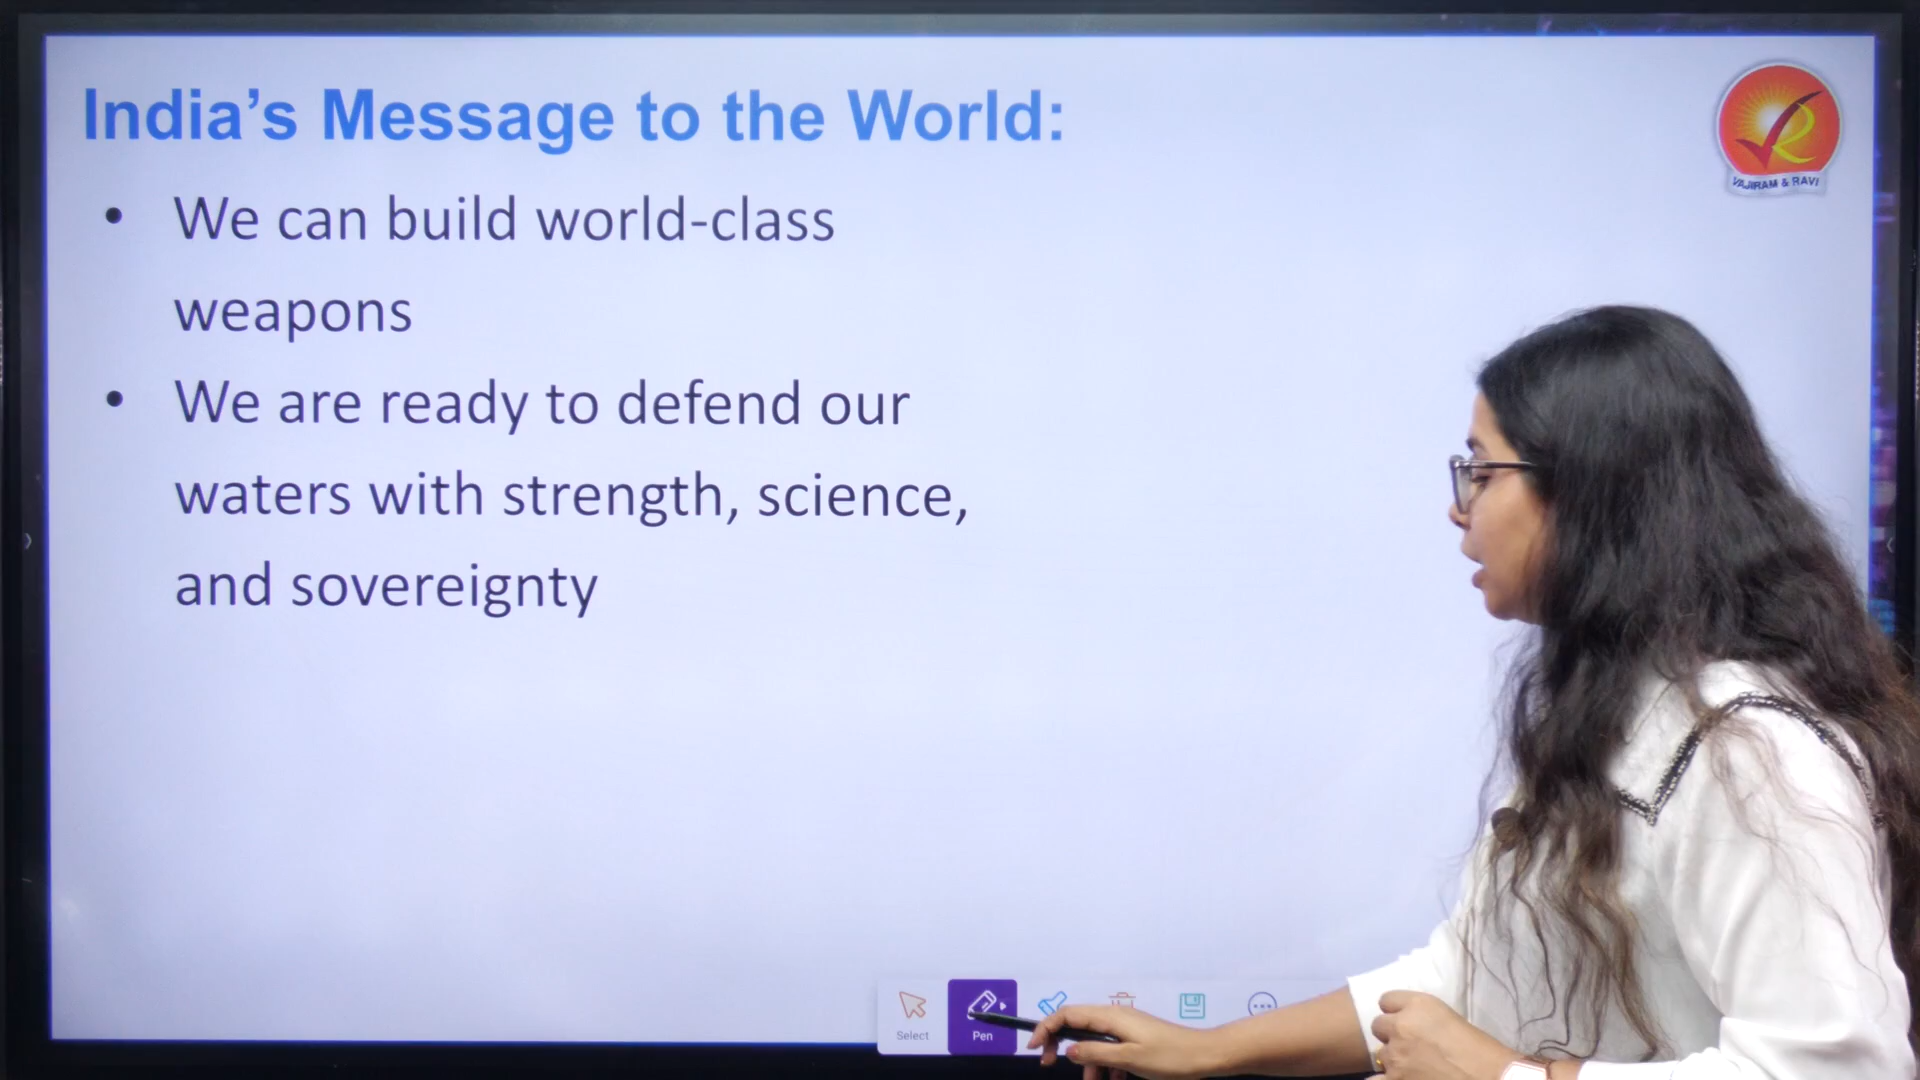 India’s Message to the World:
• We can build world-class
weapons
• We are ready to defend our
waters with strength, science,
and sovereignty
VAJIRAM & RAVI
Select
Pen